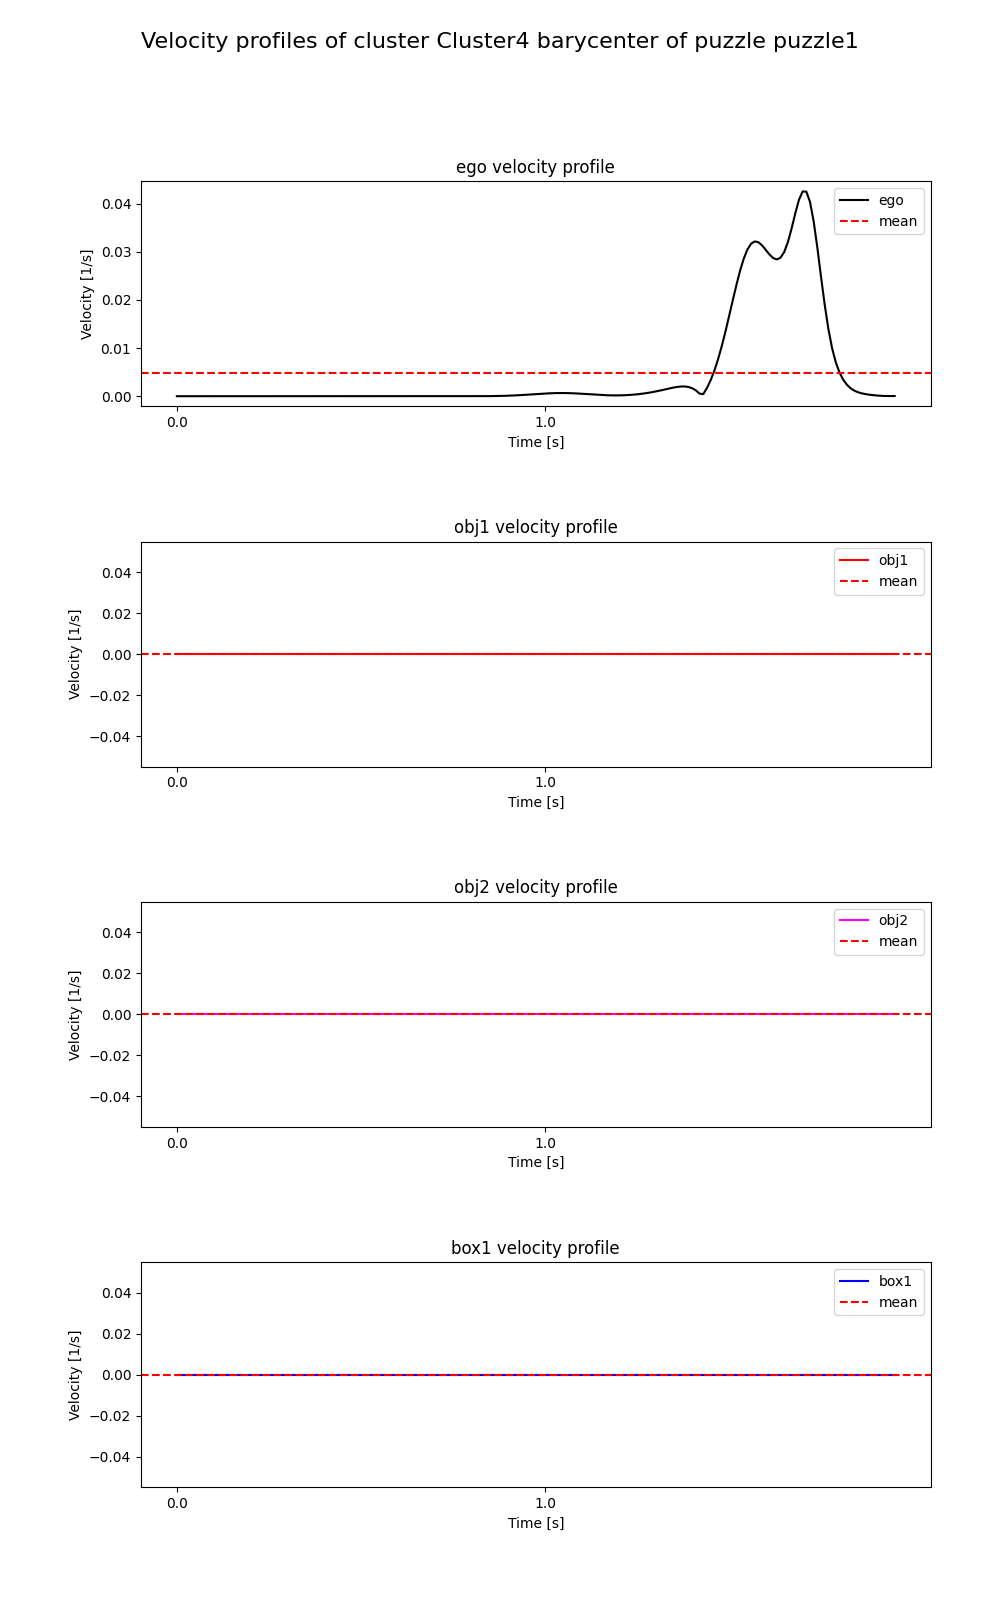 Velocity profiles of cluster Cluster4 barycenter of puzzle puzzle1
ego velocity profile
ego
mean
0.04
0.03
0.02
0.01
0.00
Velocity [1/s]
0.0
1.0
Time [s]
obj1 velocity profile
obj1
mean
0.04
0.02
0.00
−0.02
−0.04
Velocity [1/s]
0.0
1.0
Time [s]
obj2 velocity profile
obj2
mean
0.04
0.02
0.00
−0.02
−0.04
Velocity [1/s]
0.0
1.0
Time [s]
box1 velocity profile
box1
mean
0.04
0.02
0.00
−0.02
−0.04
Velocity [1/s]
0.0
1.0
Time [s]